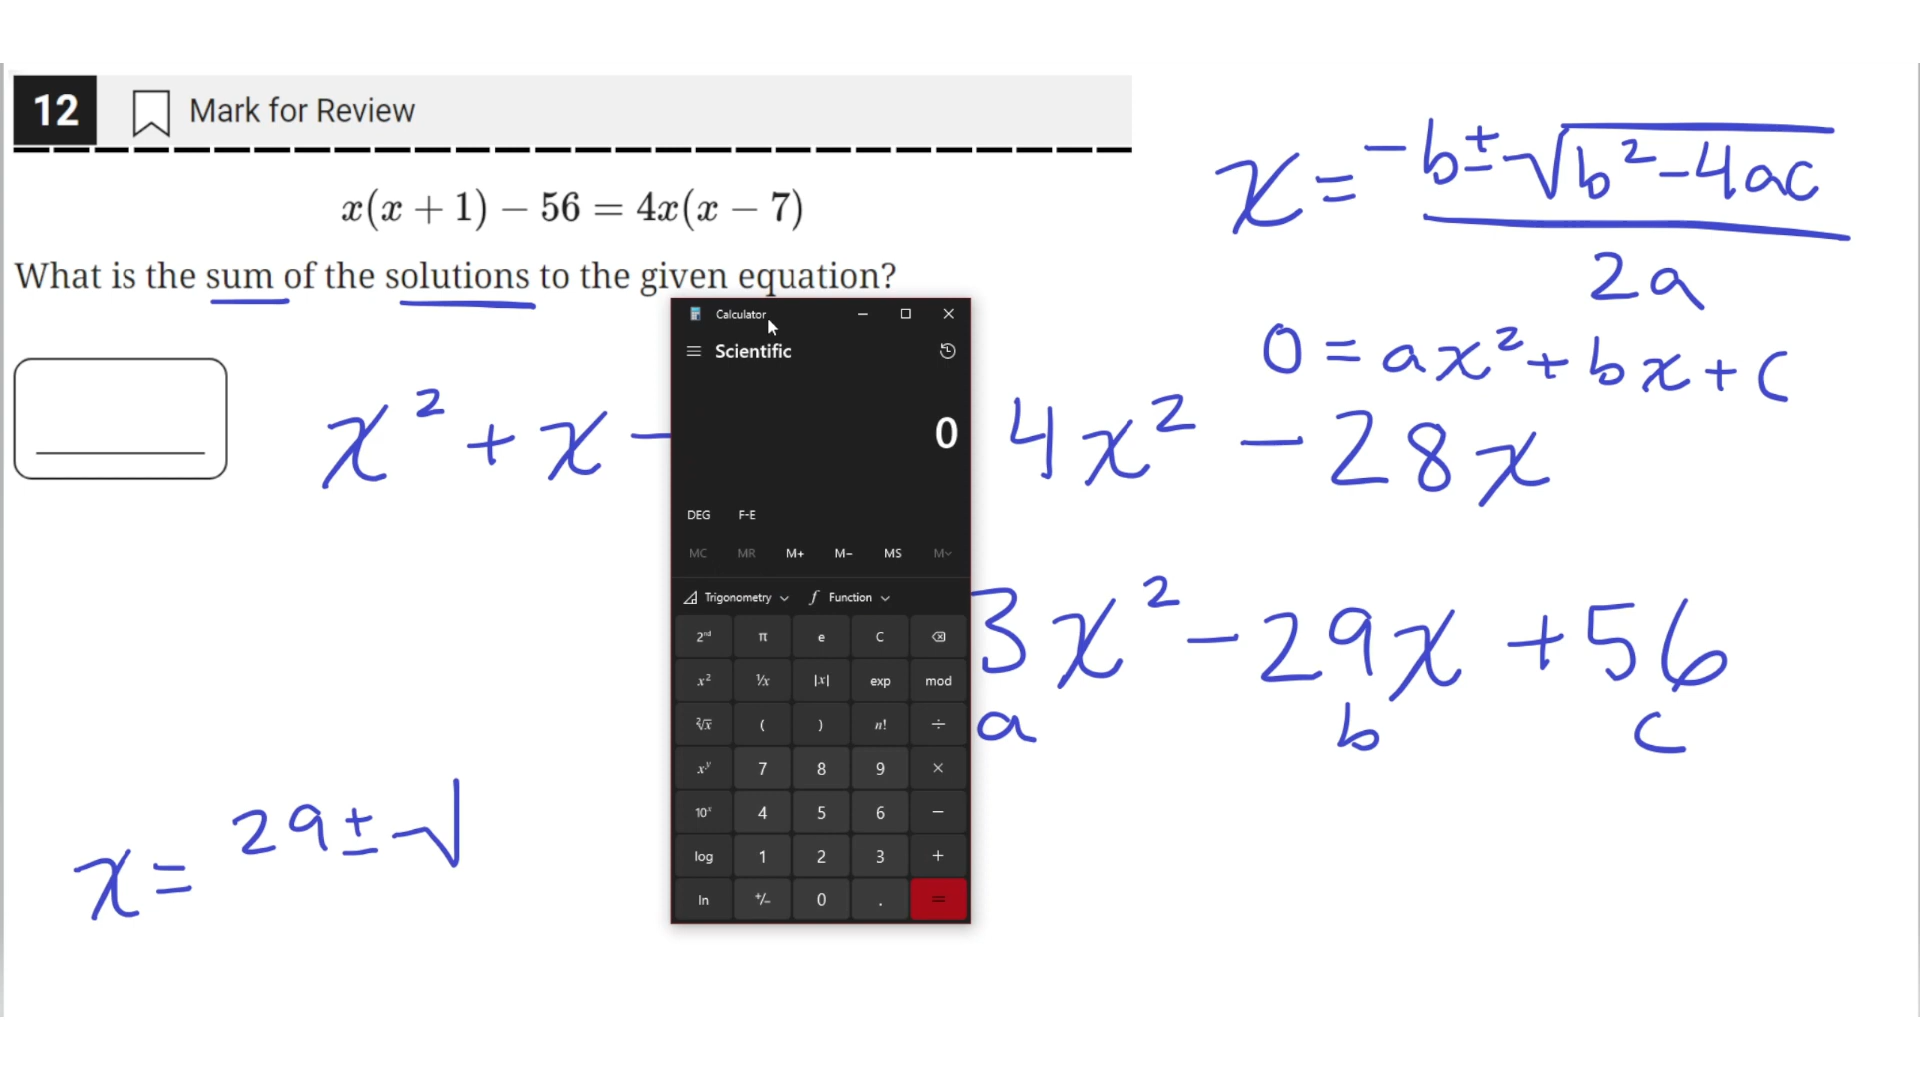 12 Mark for Review
x(x + 1) − 56 = 4x(x − 7)
What is the sum of the solutions to the given equation?
x = -b ± √b² - 4ac
2a
0 = ax² + bx + c
x² + x -
4x² - 28x
3x² - 29x + 56
a b c
x = 29 ± √
Calculator
Scientific
0
DEG F-E
MC MR M+ M− MS M˅
Trigonometry f Function
2ⁿᵈ π e C
x² ¹/x |x| exp mod
²√x ( ) n! ÷
xʸ 7 8 9 ×
10ˣ 4 5 6 −
log 1 2 3 +
ln +/− 0 . =